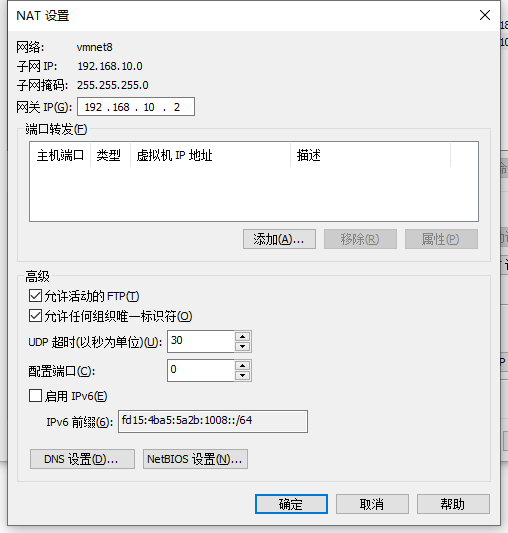 NAT 设置
网络: vmnet8
子网 IP: 192.168.10.0
子网掩码: 255.255.255.0
网关 IP(G): 192 . 168 . 10 . 2
端口转发(F)
主机端口 类型 虚拟机 IP 地址 描述
添加(A)... 移除(R) 属性(P)
高级
允许活动的 FTP(T)
允许任何组织唯一标识符(O)
UDP 超时(以秒为单位)(U): 30
配置端口(C): 0
启用 IPv6(E)
IPv6 前缀(6): fd15:4ba5:5a2b:1008::/64
DNS 设置(D)... NetBIOS 设置(N)...
确定 取消 帮助